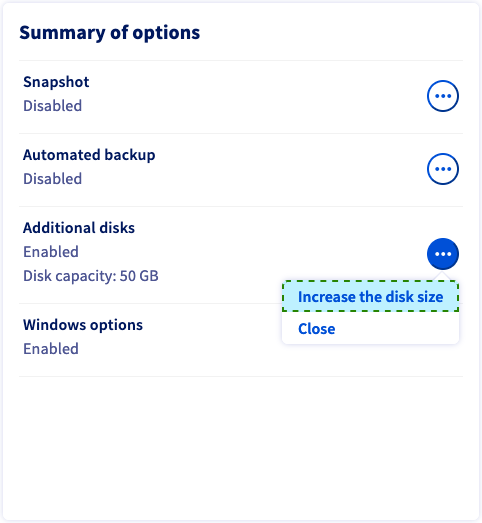 Summary of options
Snapshot
Disabled
Automated backup
Disabled
Additional disks
Enabled
Disk capacity: 50 GB
Increase the disk size
Close
Windows options
Enabled